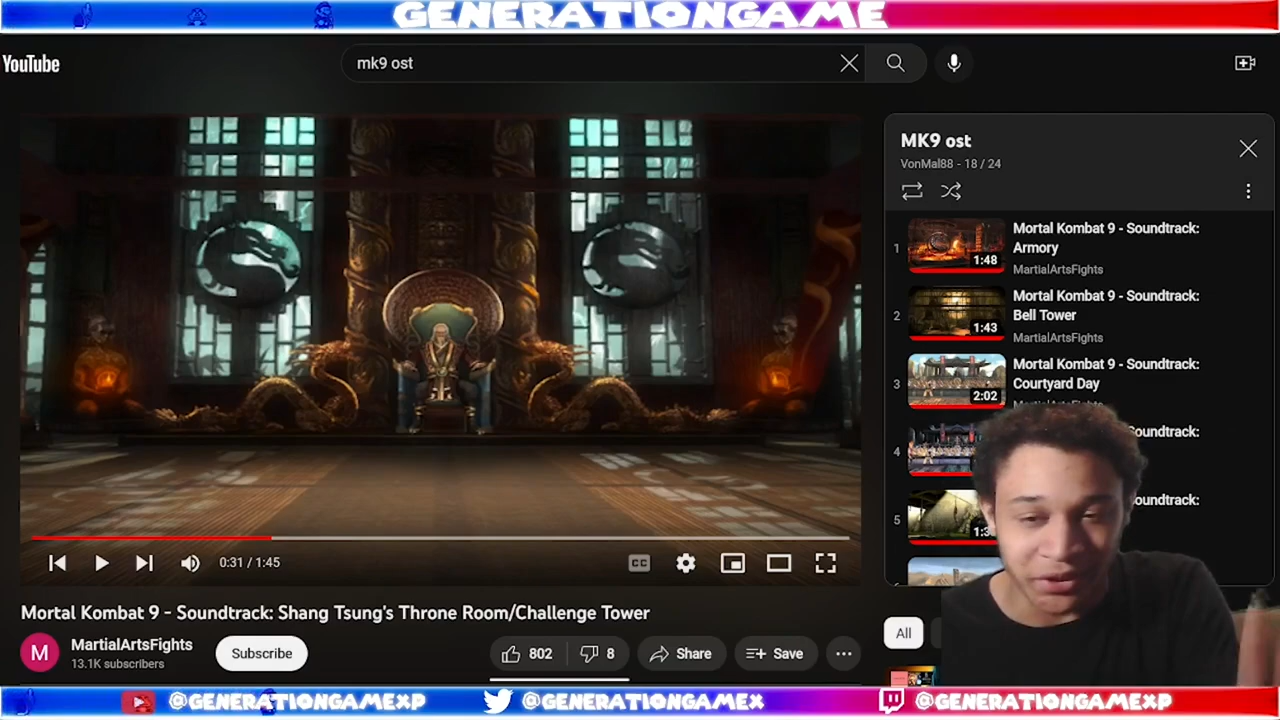 GENERATIONGAME
YouTube
mk9 ost
MK9 ost
VonMal88 - 18 / 24
1
Mortal Kombat 9 - Soundtrack:
Armory
1:48
MartialArtsFights
2
Mortal Kombat 9 - Soundtrack:
Bell Tower
1:43
MartialArtsFights
3
Mortal Kombat 9 - Soundtrack:
Courtyard Day
2:02
4
oundtrack:
5
oundtrack:
0:31 / 1:45
CC
Mortal Kombat 9 - Soundtrack: Shang Tsung's Throne Room/Challenge Tower
M
MartialArtsFights
13.1K subscribers
Subscribe
802
8
Share
Save
All
@GENERATIONGAMEXP
@GENERATIONGAMEX
@GENERATIONGAMEXP